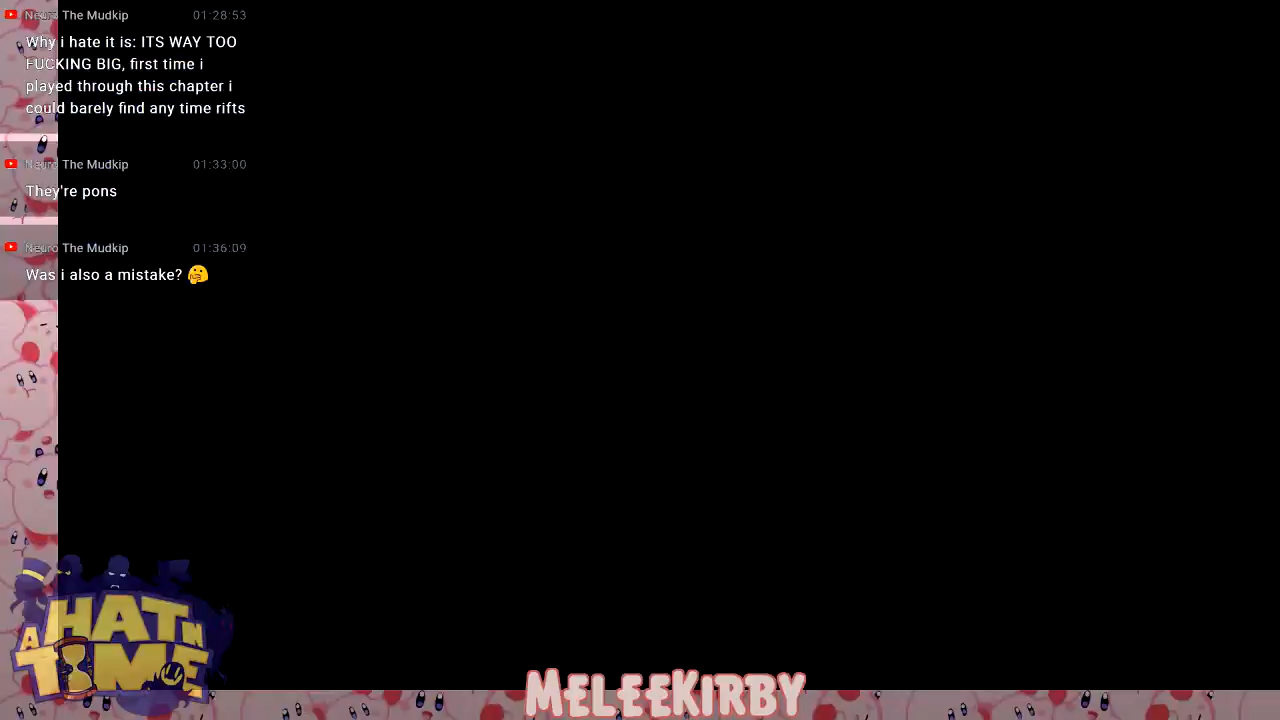 Neuro The Mudkip 01:28:53
Why i hate it is: ITS WAY TOO
FUCKING BIG, first time i
played through this chapter i
could barely find any time rifts
Neuro The Mudkip 01:33:00
They're pons
Neuro The Mudkip 01:36:09
Was i also a mistake? 🤔
A HAT IN
TIME
MELEEKIRBY